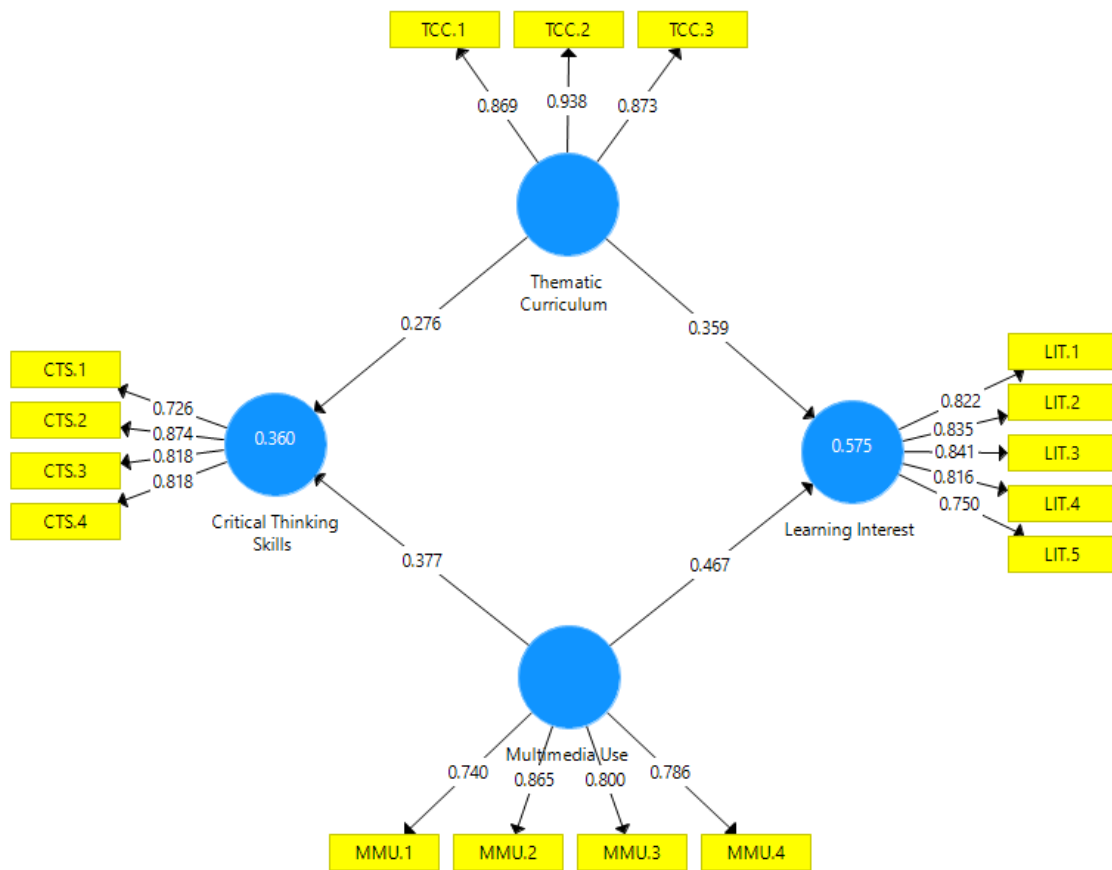 TCC.1
TCC.2
TCC.3
0.869
0.938
0.873
Thematic
Curriculum
0.276
0.359
CTS.1
CTS.2
CTS.3
CTS.4
0.726
0.874
0.818
0.818
0.360
Critical Thinking
Skills
0.575
Learning Interest
0.822
0.835
0.841
0.816
0.750
LIT.1
LIT.2
LIT.3
LIT.4
LIT.5
0.377
0.467
Multimedia Use
0.740
0.865
0.800
0.786
MMU.1
MMU.2
MMU.3
MMU.4